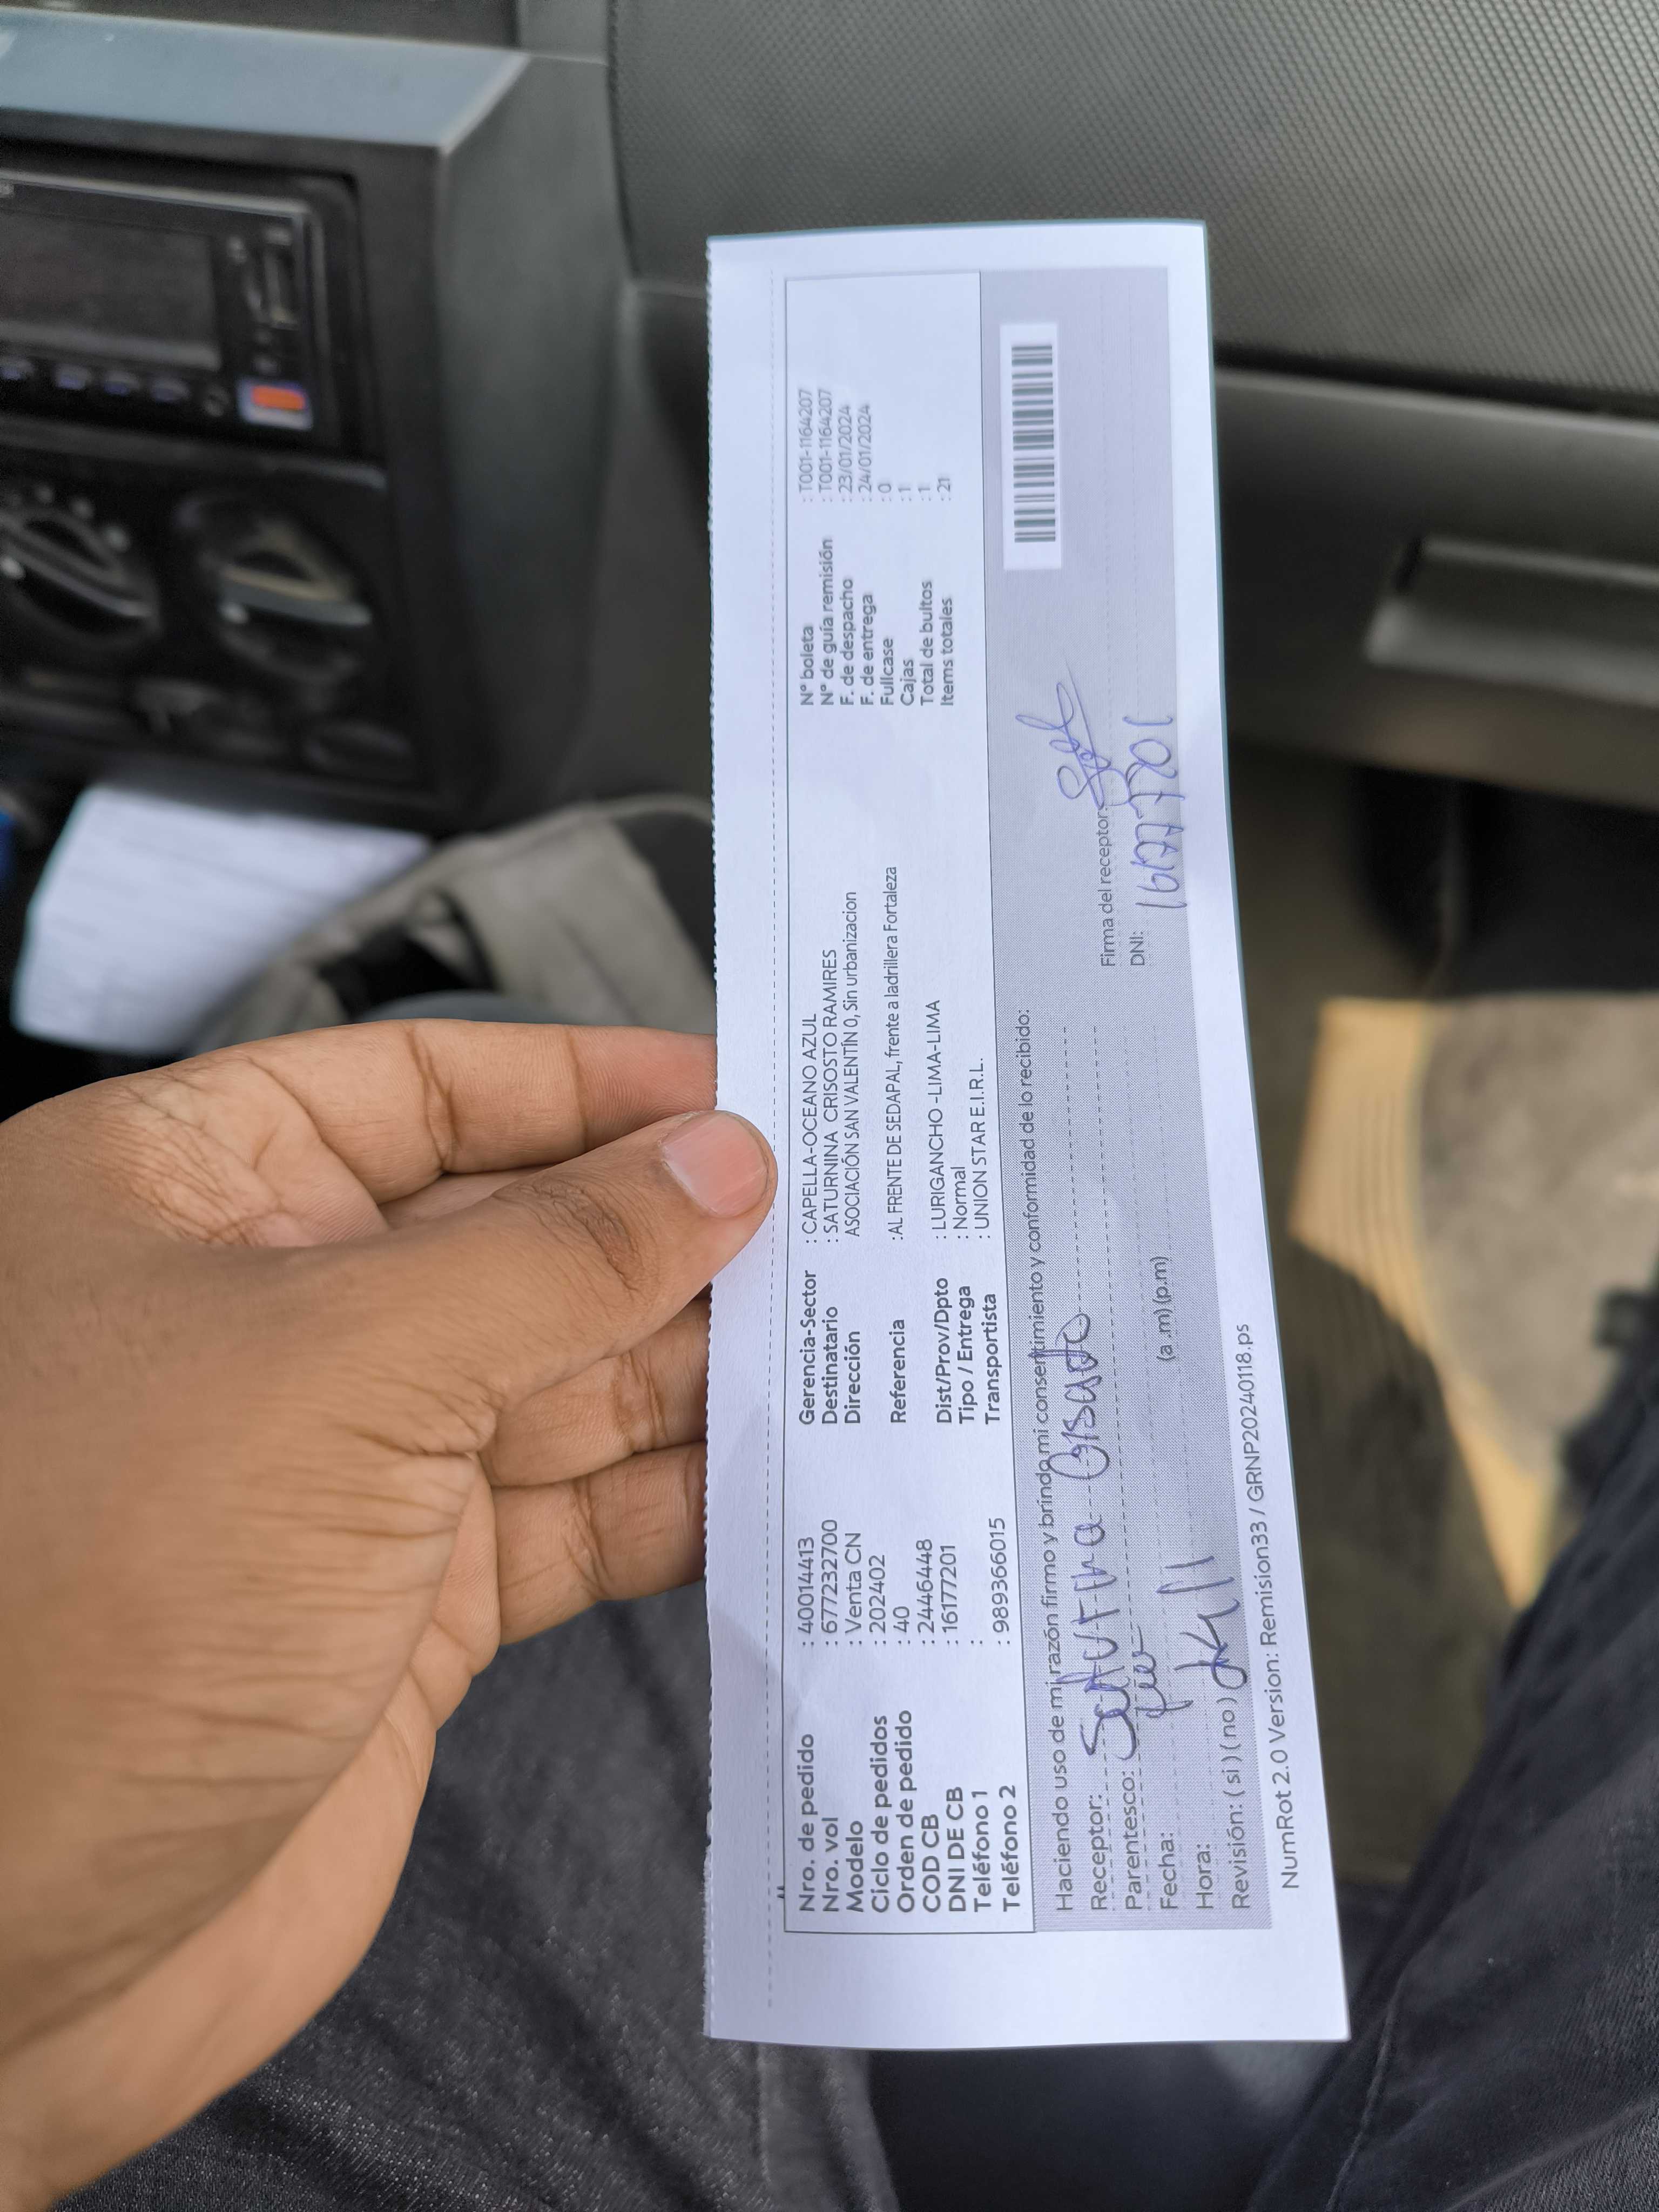 Nro. de pedido : 40014413
Nro. vol : 677232700
Modelo : Venta CN
Ciclo de pedidos : 202402
Orden de pedido : 40
COD CB : 2446448
DNI DE CB : 16177201
Teléfono 1 :
Teléfono 2 : 989366015
Gerencia-Sector : CAPELLA-OCEANO AZUL
Destinatario : SATURNINA CRISOSTO RAMIRES
Dirección ASOCIACIÓN SAN VALENTÍN 0, Sin urbanizacion
Referencia : AL FRENTE DE SEDAPAL, frente a ladrillera Fortaleza
Dist/Prov/Dpto : LURIGANCHO -LIMA-LIMA
Tipo / Entrega : Normal
Transportista : UNION STAR E.I.R.L.
N° boleta : T001-1164207
N° de guía remisión : T001-1164207
F. de despacho : 23/01/2024
F. de entrega : 24/01/2024
Fullcase : 0
Cajas : 1
Total de bultos : 1
Items totales : 21
Haciendo uso de mi razón firmo y brindo mi consentimiento y conformidad de lo recibido:
Receptor:
Parentesco:
Fecha:
Hora: (a.m) (p.m)
Revisión: ( si ) ( no )
Firma del receptor:
DNI: 16177201
NumRot 2.0 Version: Remision33 / GRNP20240118.ps